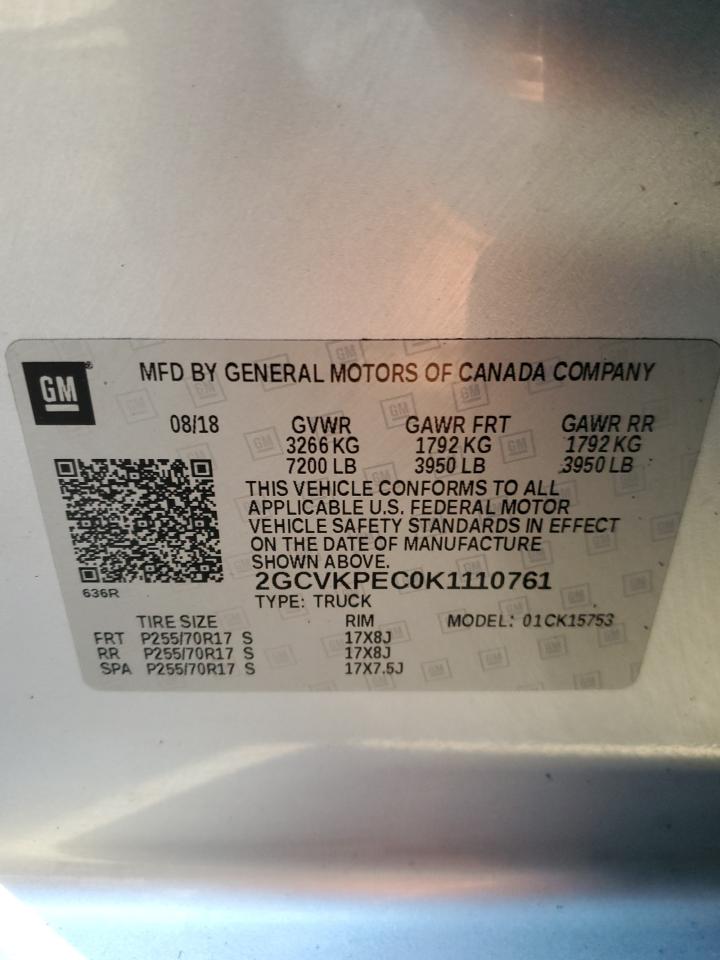 GM
MFD BY GENERAL MOTORS OF CANADA COMPANY
08/18 GVWR GAWR FRT GAWR RR
3266 KG 1792 KG 1792 KG
7200 LB 3950 LB 3950 LB
THIS VEHICLE CONFORMS TO ALL
APPLICABLE U.S. FEDERAL MOTOR
VEHICLE SAFETY STANDARDS IN EFFECT
ON THE DATE OF MANUFACTURE
SHOWN ABOVE.
2GCVKPEC0K1110761
636R
TYPE: TRUCK
TIRE SIZE RIM MODEL: 01CK15753
FRT P255/70R17 S 17X8J
RR P255/70R17 S 17X8J
SPA P255/70R17 S 17X7.5J